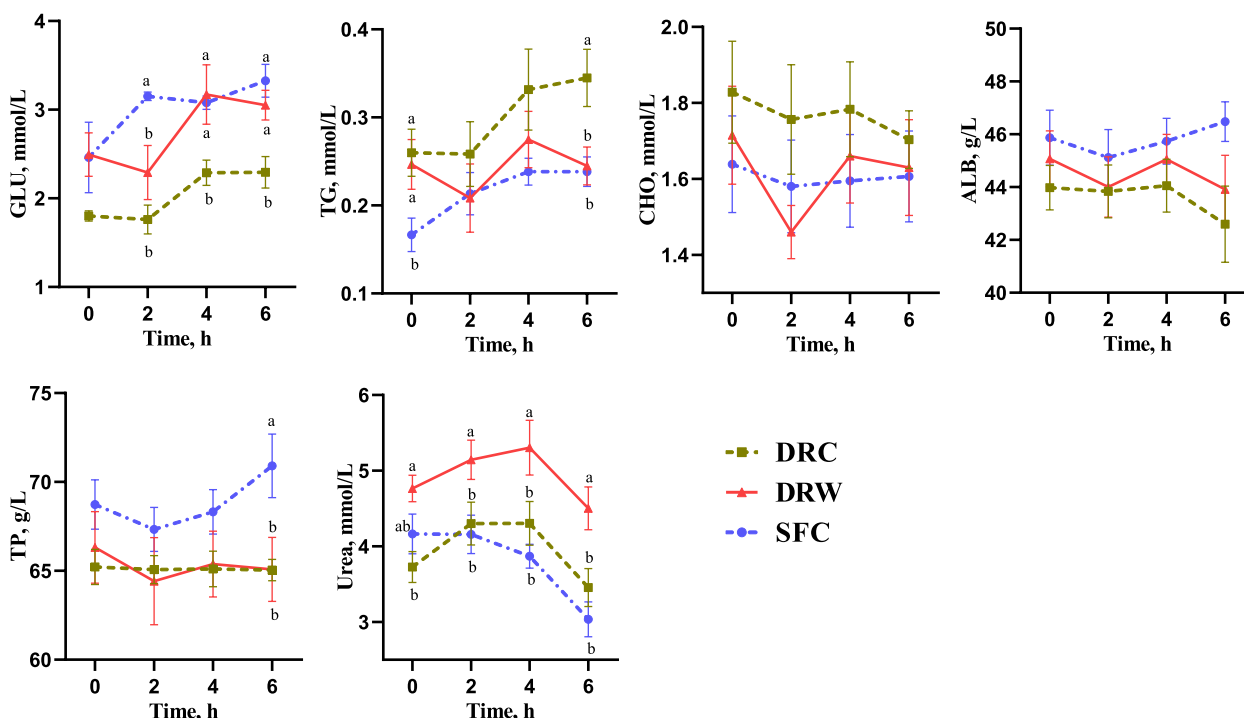 GLU, mmol/L
4
3
2
1
a
a
a
b
a
a
b
b
b
0 2 4 6
Time, h
TG, mmol/L
0.4
0.3
0.2
0.1
a
a
b
a
b
b
0 2 4 6
Time, h
CHO, mmol/L
2.0
1.8
1.6
1.4
0 2 4 6
Time, h
ALB, g/L
50
48
46
44
42
40
0 2 4 6
Time, h
TP, g/L
75
70
65
60
a
b
b
0 2 4 6
Time, h
Urea, mmol/L
6
5
4
3
a
a
a
a
b
b
ab
b
b
b
b
b
0 2 4 6
Time, h
DRC
DRW
SFC